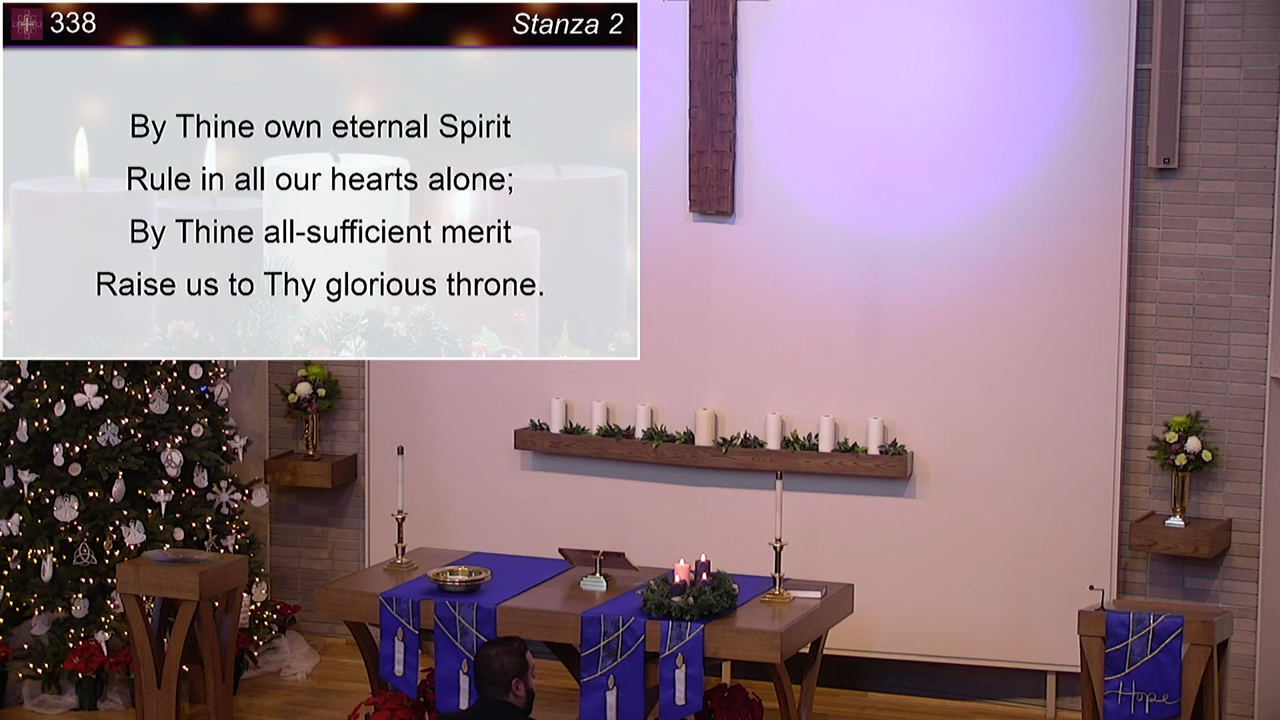 338
Stanza 2
By Thine own eternal Spirit
Rule in all our hearts alone;
By Thine all-sufficient merit
Raise us to Thy glorious throne.
Hope